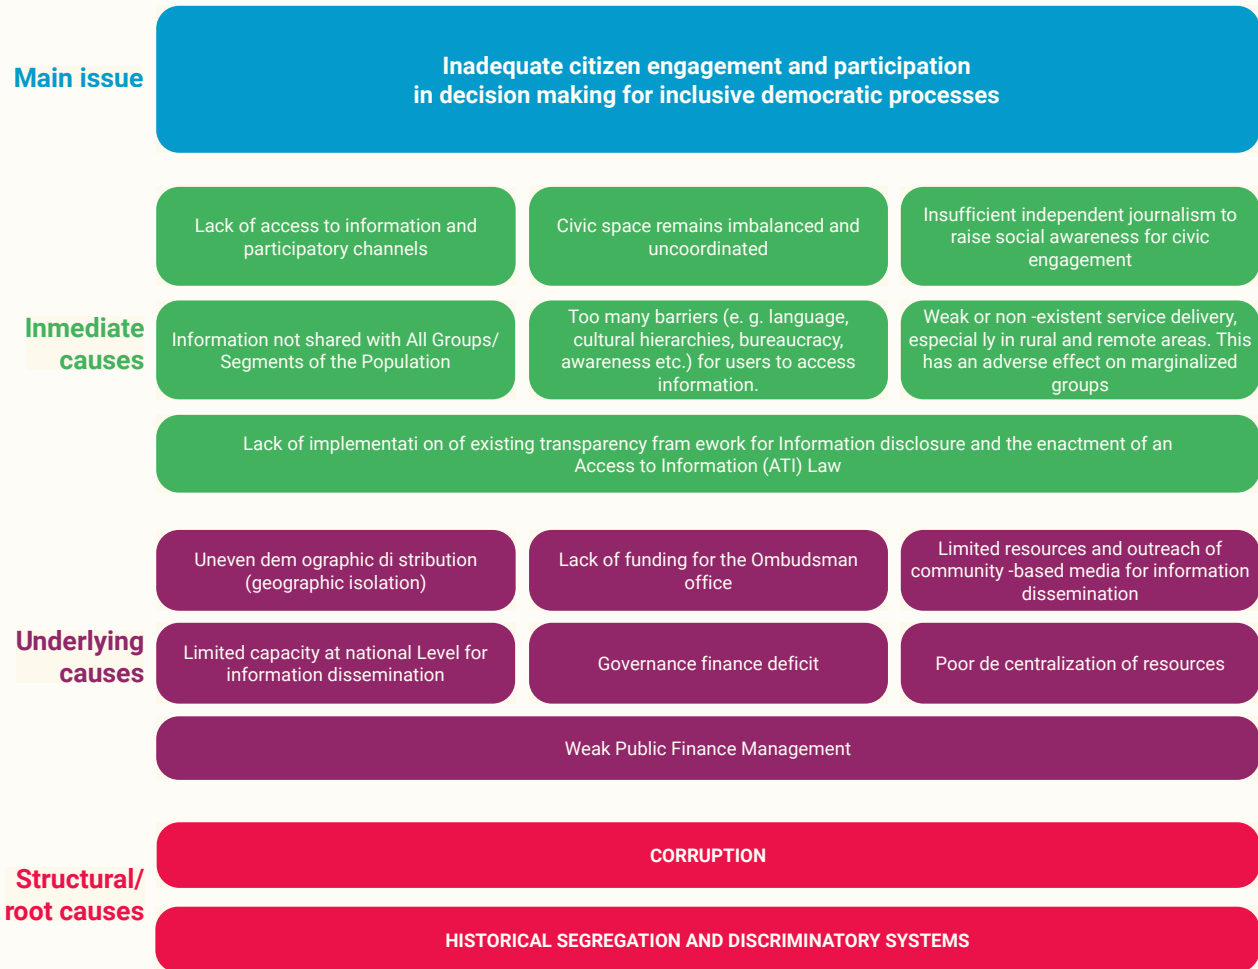 Main issue
Inadequate citizen engagement and participation
in decision making for inclusive democratic processes
Inmediate
causes
Lack of access to information and
participatory channels
Civic space remains imbalanced and
uncoordinated
Insufficient independent journalism to
raise social awareness for civic
engagement
Information not shared with All Groups/
Segments of the Population
Too many barriers (e. g. language,
cultural hierarchies, bureaucracy,
awareness etc.) for users to access
information.
Weak or non -existent service delivery,
especial ly in rural and remote areas. This
has an adverse effect on marginalized
groups
Lack of implementati on of existing transparency fram ework for Information disclosure and the enactment of an
Access to Information (ATI) Law
Underlying
causes
Uneven dem ographic di stribution
(geographic isolation)
Lack of funding for the Ombudsman
office
Limited resources and outreach of
community -based media for information
dissemination
Limited capacity at national Level for
information dissemination
Governance finance deficit
Poor de centralization of resources
Weak Public Finance Management
Structural/
root causes
CORRUPTION
HISTORICAL SEGREGATION AND DISCRIMINATORY SYSTEMS